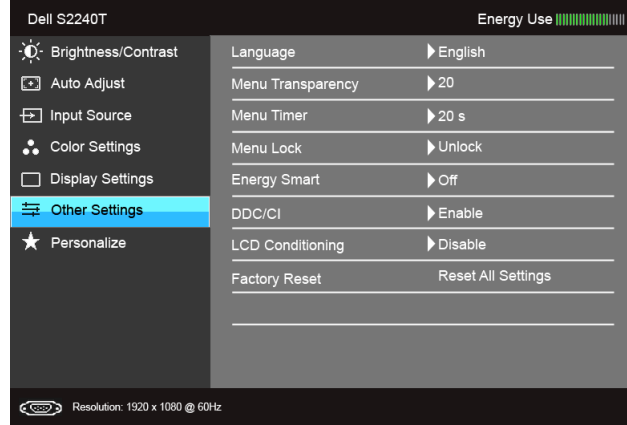 Dell S2240T
Energy Use
Brightness/Contrast
Auto Adjust
Input Source
Color Settings
Display Settings
Other Settings
Personalize
Language English
Menu Transparency 20
Menu Timer 20 s
Menu Lock Unlock
Energy Smart Off
DDC/CI Enable
LCD Conditioning Disable
Factory Reset Reset All Settings
Resolution: 1920 x 1080 @ 60Hz